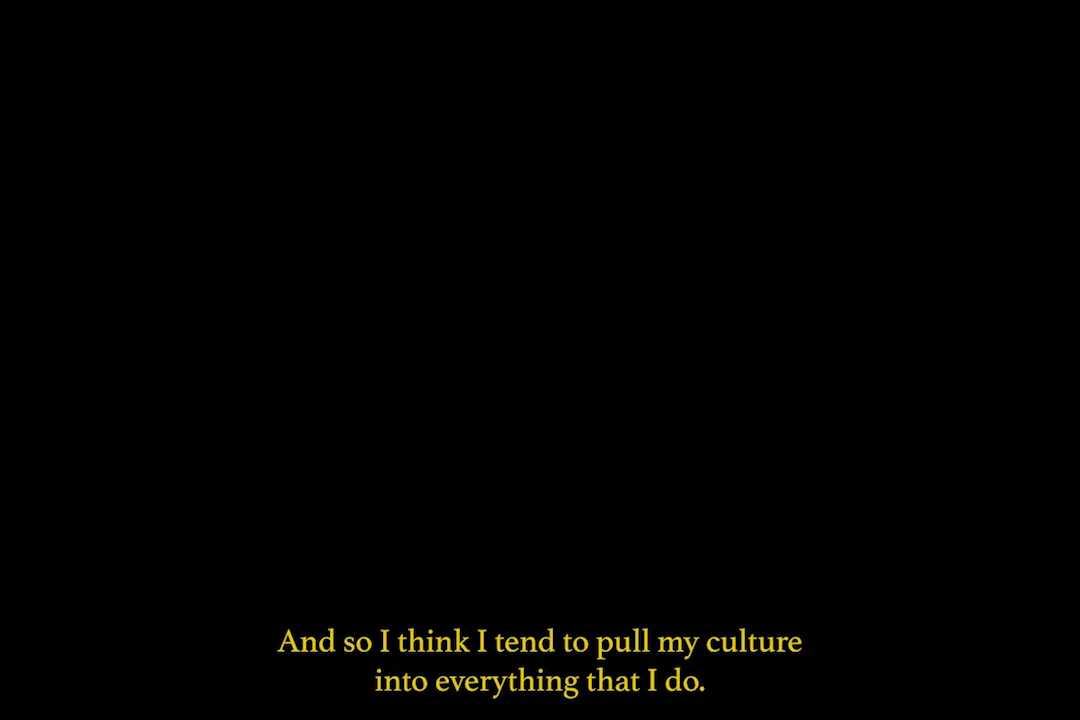 And so I think I tend to pull my culture
into everything that I do.